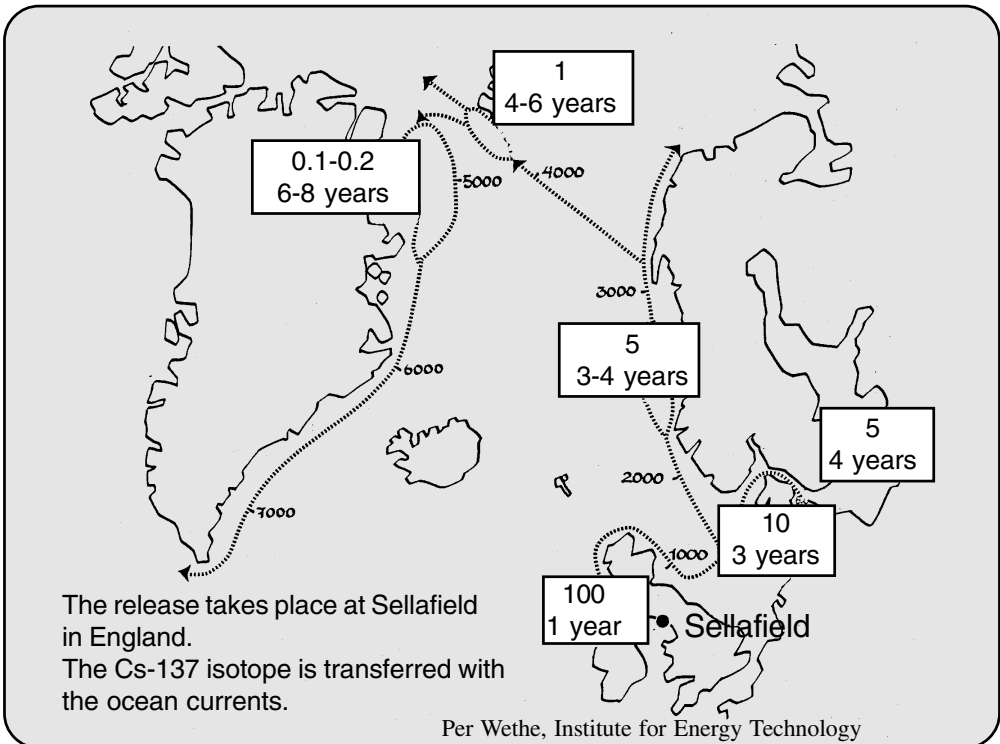 1
4-6 years
0.1-0.2
6-8 years
5000
4000
3000
5
3-4 years
6000
5
4 years
2000
7000
10
3 years
1000
100
1 year
Sellafield
The release takes place at Sellafield
in England.
The Cs-137 isotope is transferred with
the ocean currents.
Per Wethe, Institute for Energy Technology